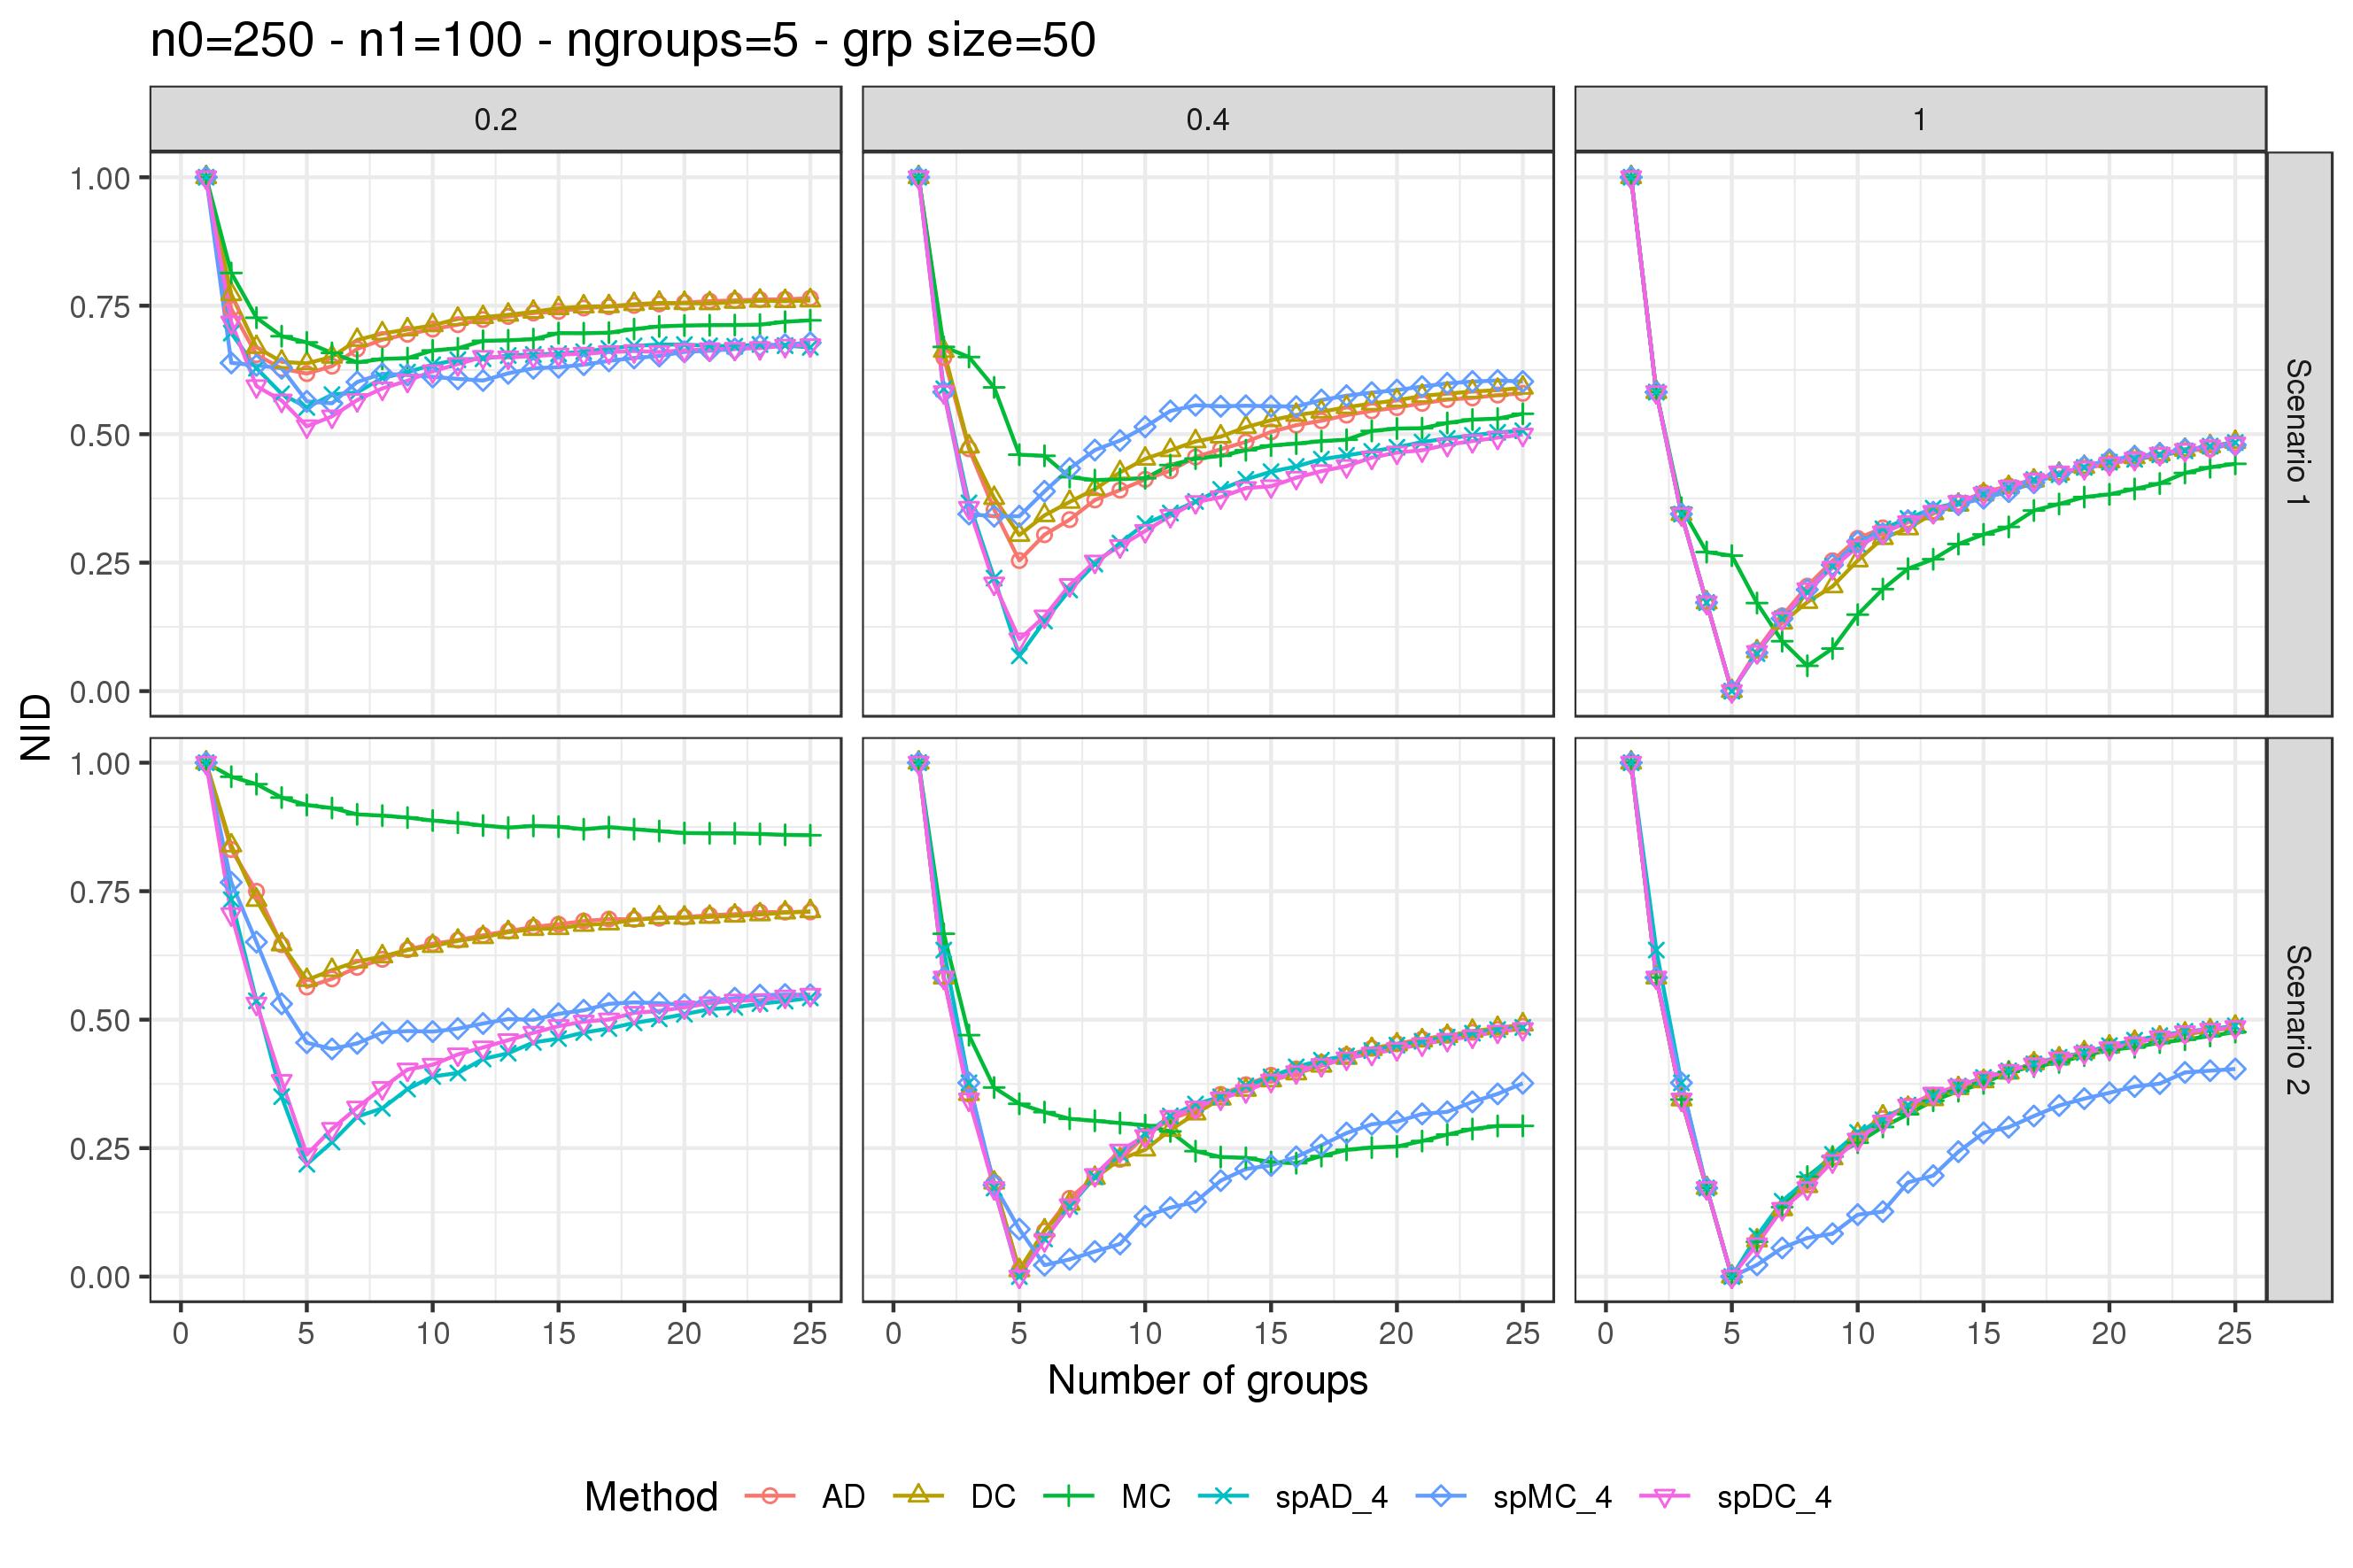 n0=250 - n1=100 - ngroups=5 - grp size=50
0.2 0.4 1
1.00
0.75
0.50
0.25
0.00
Scenario 1
NID
1.00
0.75
0.50
0.25
0.00
Scenario 2
0 5 10 15 20 25 0 5 10 15 20 25 0 5 10 15 20 25
Number of groups
Method AD DC MC spAD_4 spMC_4 spDC_4